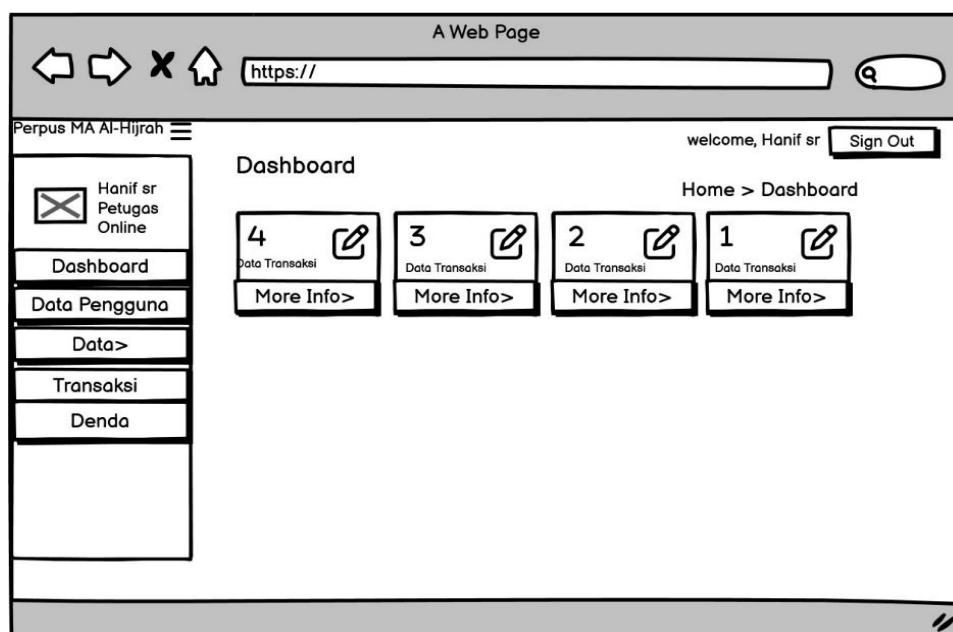 A Web Page
https://
Perpus MA Al-Hijrah
welcome, Hanif sr
Sign Out
Hanif sr
Petugas
Online
Dashboard
Data Pengguna
Data>
Transaksi
Denda
Dashboard
Home > Dashboard
4
Data Transaksi
More Info>
3
Data Transaksi
More Info>
2
Data Transaksi
More Info>
1
Data Transaksi
More Info>